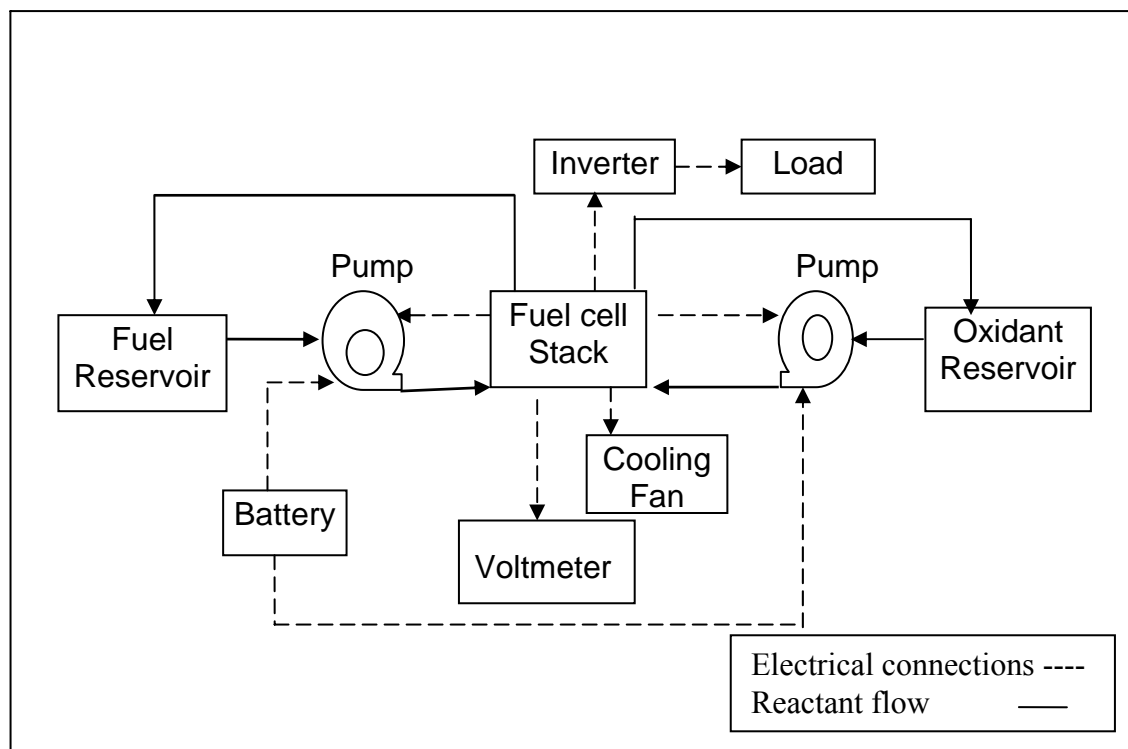 Inverter
Load
Pump
Pump
Fuel
Reservoir
Fuel cell
Stack
Oxidant
Reservoir
Cooling
Fan
Battery
Voltmeter
Electrical connections ----
Reactant flow